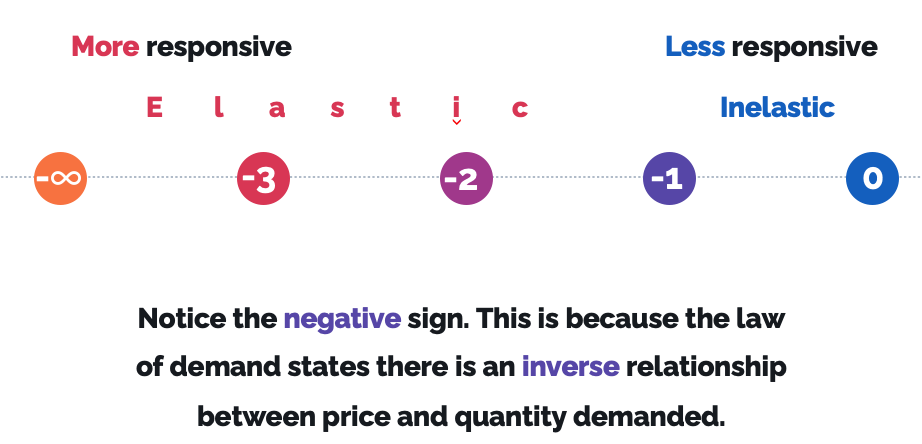 More responsive Less responsive
E l a s t i c Inelastic
-∞ -3 -2 -1 0
Notice the negative sign. This is because the law
of demand states there is an inverse relationship
between price and quantity demanded.